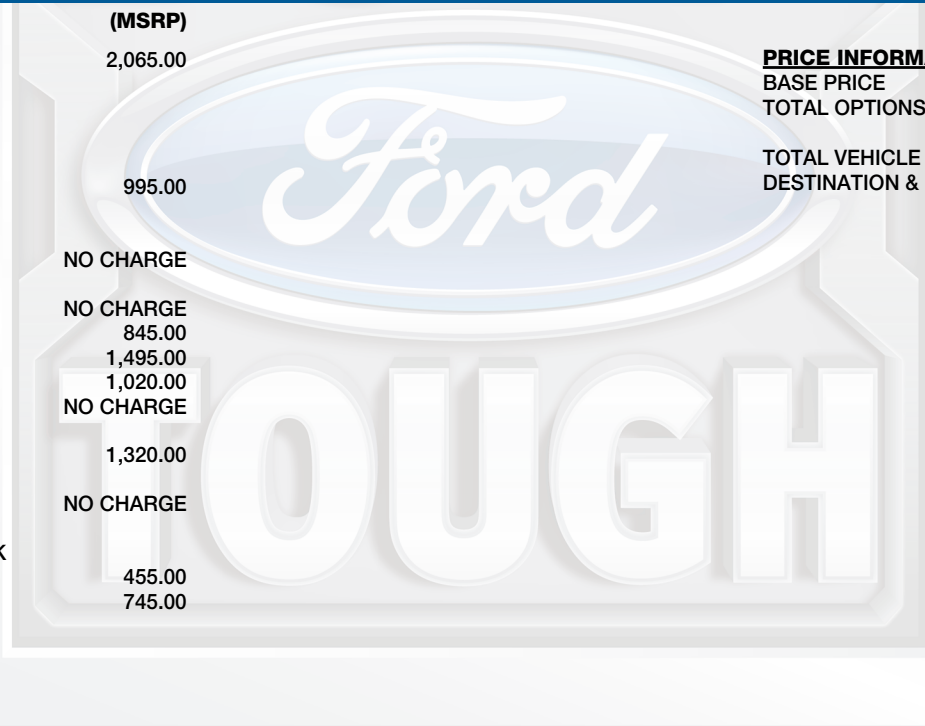 (MSRP)
2,065.00
995.00
NO CHARGE
NO CHARGE
845.00
1,495.00
1,020.00
NO CHARGE
1,320.00
NO CHARGE
455.00
745.00
PRICE INFORM
BASE PRICE
TOTAL OPTIONS
TOTAL VEHICLE
DESTINATION &
Ford
TOUGH